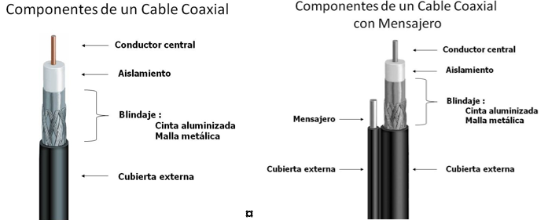 Componentes de un Cable Coaxial
Conductor central
Aislamiento
Blindaje :
Cinta aluminizada
Malla metálica
Cubierta externa
¤
Componentes de un Cable Coaxial
con Mensajero
Conductor central
Aislamiento
Blindaje :
Cinta aluminizada
Malla metálica
Mensajero
Cubierta externa
Cubierta externa